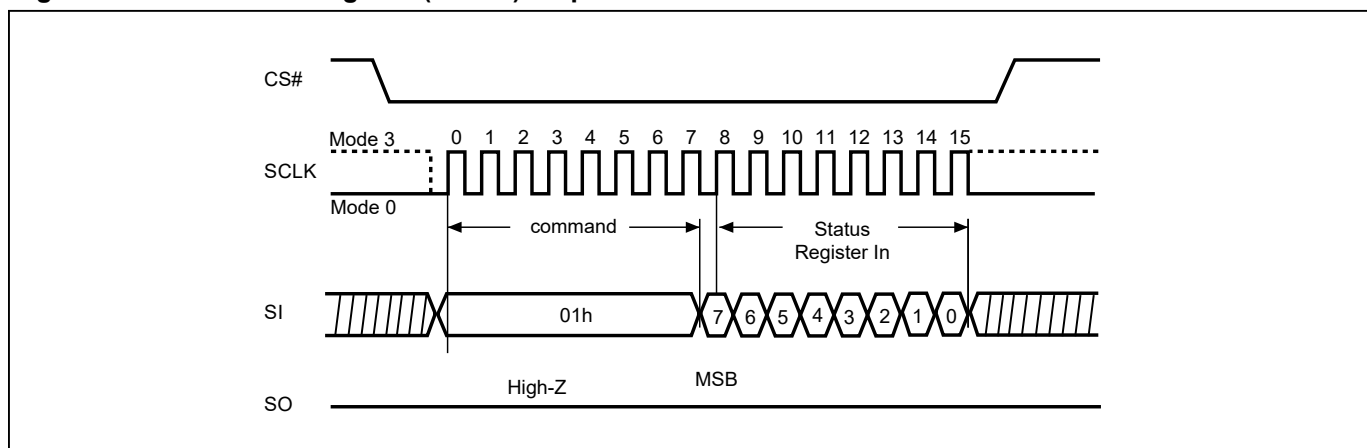 CS#
Mode 3
0 1 2 3 4 5 6 7 8 9 10 11 12 13 14 15
SCLK
Mode 0
command
Status
Register In
SI
01h
7 6 5 4 3 2 1 0
High-Z
MSB
SO